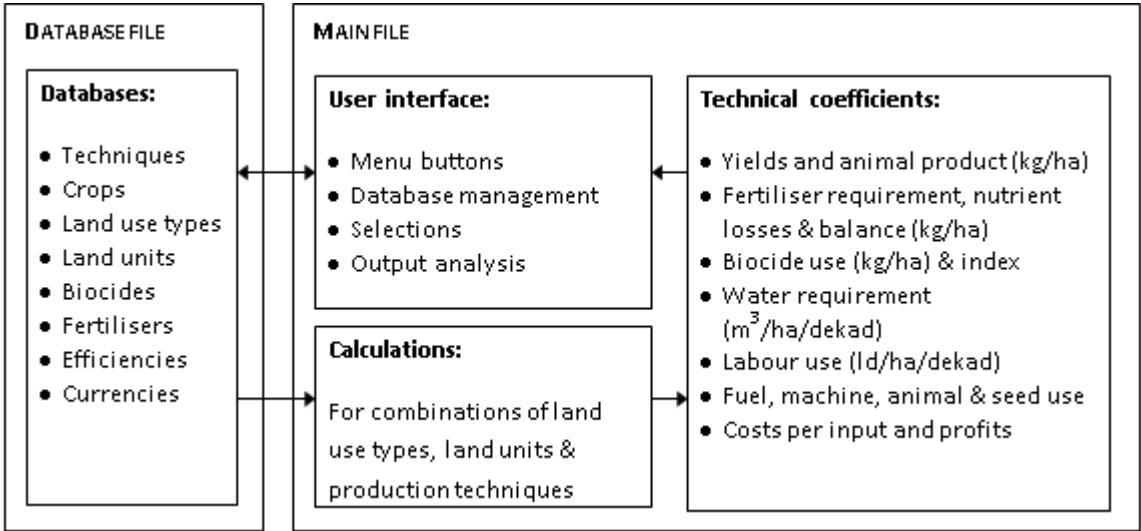 DATABASE FILE
Databases:
● Techniques
● Crops
● Land use types
● Land units
● Biocides
● Fertilisers
● Efficiencies
● Currencies
MAIN FILE
User interface:
● Menu buttons
● Database management
● Selections
● Output analysis
Calculations:
For combinations of land
use types, land units &
production techniques
Technical coefficients:
● Yields and animal product (kg/ha)
● Fertiliser requirement, nutrient
losses & balance (kg/ha)
● Biocide use (kg/ha) & index
● Water requirement
(m³/ha/dekad)
● Labour use (ld/ha/dekad)
● Fuel, machine, animal & seed use
● Costs per input and profits